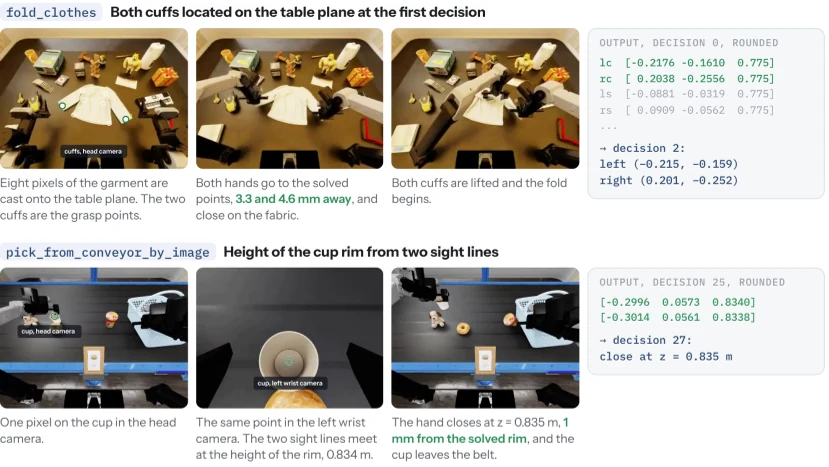 fold_clothes Both cuffs located on the table plane at the first decision
cuffs, head camera
Eight pixels of the garment are
cast onto the table plane. The two
cuffs are the grasp points.
Both hands go to the solved
points, 3.3 and 4.6 mm away, and
close on the fabric.
Both cuffs are lifted and the fold
begins.
OUTPUT, DECISION 0, ROUNDED
lc [-0.2176 -0.1610 0.775]
rc [ 0.2038 -0.2556 0.775]
ls [-0.0881 -0.0319 0.775]
rs [ 0.0909 -0.0562 0.775]
...
→ decision 2:
left (−0.215, −0.159)
right (0.201, −0.252)
pick_from_conveyor_by_image Height of the cup rim from two sight lines
cup, head camera
One pixel on the cup in the head
camera.
cup, left wrist camera
The same point in the left wrist
camera. The two sight lines meet
at the height of the rim, 0.834 m.
The hand closes at z = 0.835 m, 1
mm from the solved rim, and the
cup leaves the belt.
OUTPUT, DECISION 25, ROUNDED
[-0.2996 0.0573 0.8340]
[-0.3014 0.0561 0.8338]
→ decision 27:
close at z = 0.835 m